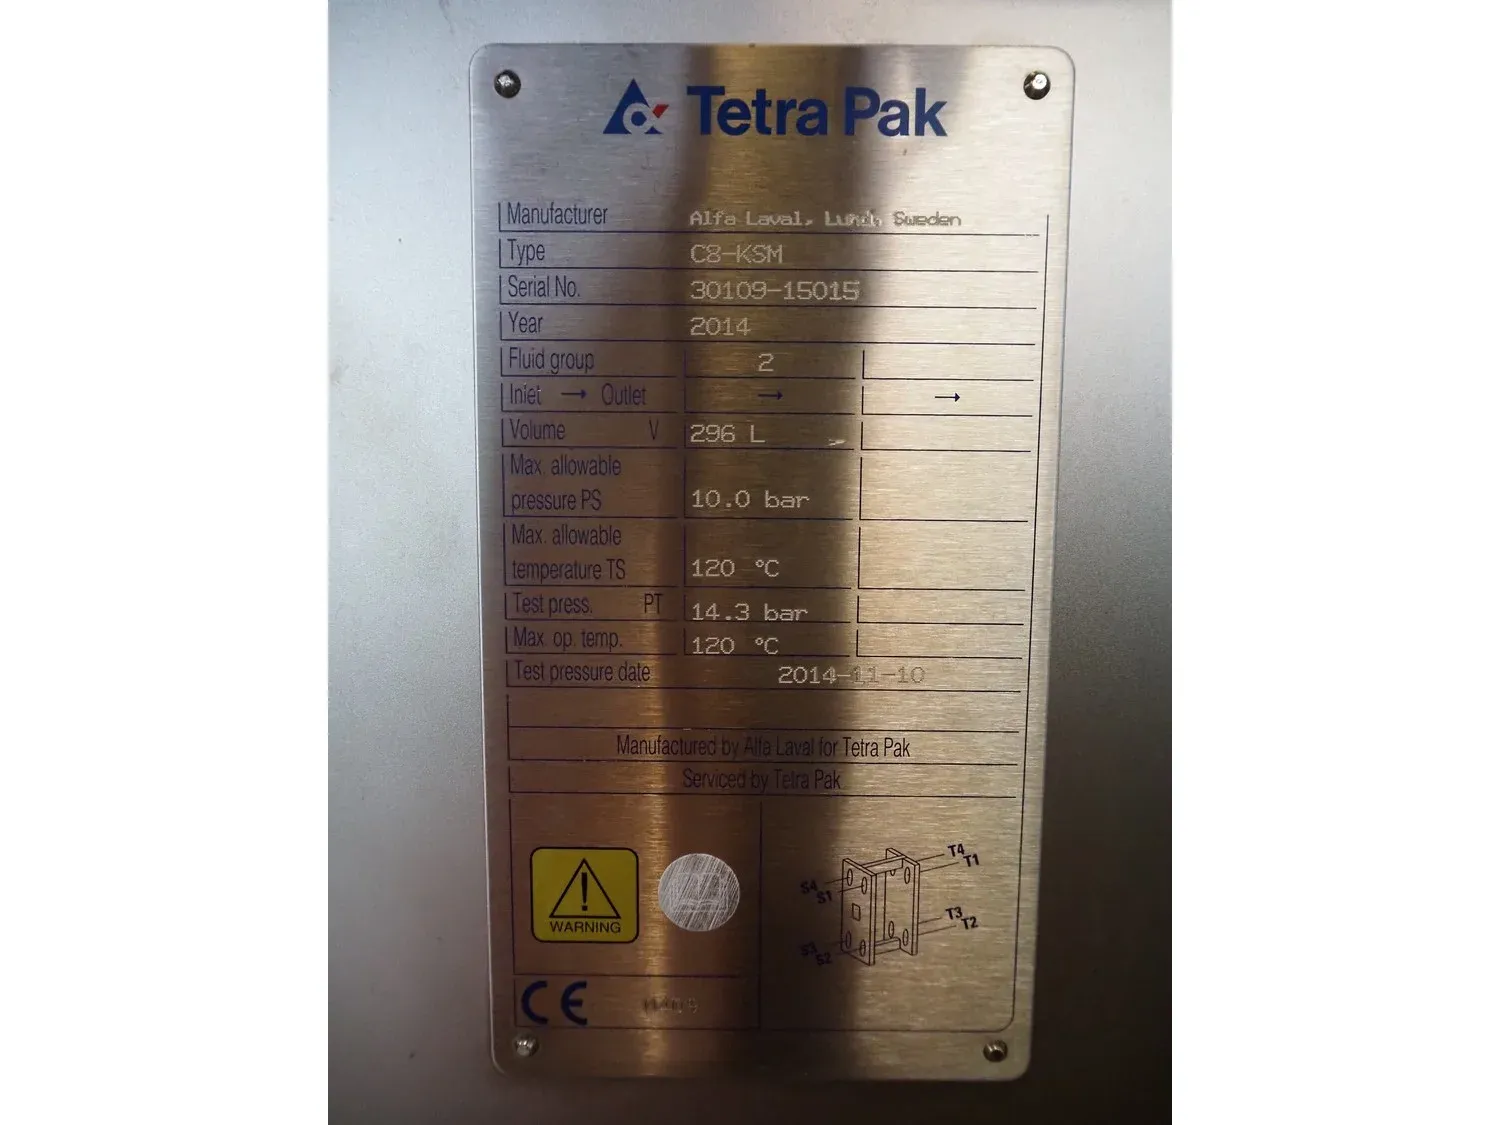 Tetra Pak
Manufacturer Alfa Laval, Lund, Sweden
Type C8-KSM
Serial No. 30109-15015
Year 2014
Fluid group 2
Inlet → Outlet → →
Volume V 296 L
Max. allowable
pressure PS 10.0 bar
Max. allowable
temperature TS 120 °C
Test press. PT 14.3 bar
Max. op. temp. 120 °C
Test pressure date 2014-11-10
Manufactured by Alfa Laval for Tetra Pak
Serviced by Tetra Pak
WARNING
T4
T1
S4
S1
T3
T2
S3
S2
CE